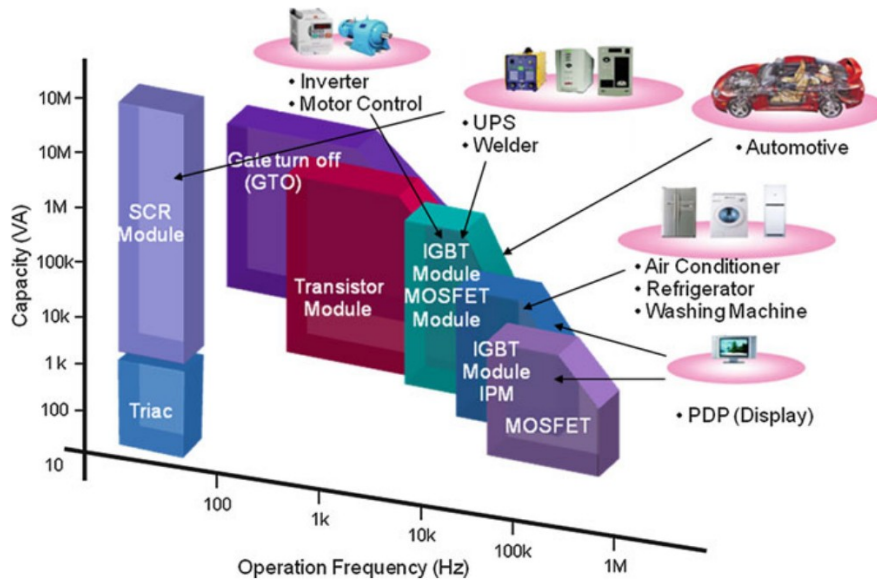 • Inverter
• Motor Control
• UPS
• Welder
• Automotive
• Air Conditioner
• Refrigerator
• Washing Machine
• PDP (Display)
Capacity (VA)
10M
10M
1M
100k
10k
1k
100
10
SCR
Module
Triac
Gate turn off
(GTO)
Transistor
Module
IGBT
Module
MOSFET
Module
IGBT
Module
IPM
MOSFET
100
1k
10k
100k
1M
Operation Frequency (Hz)